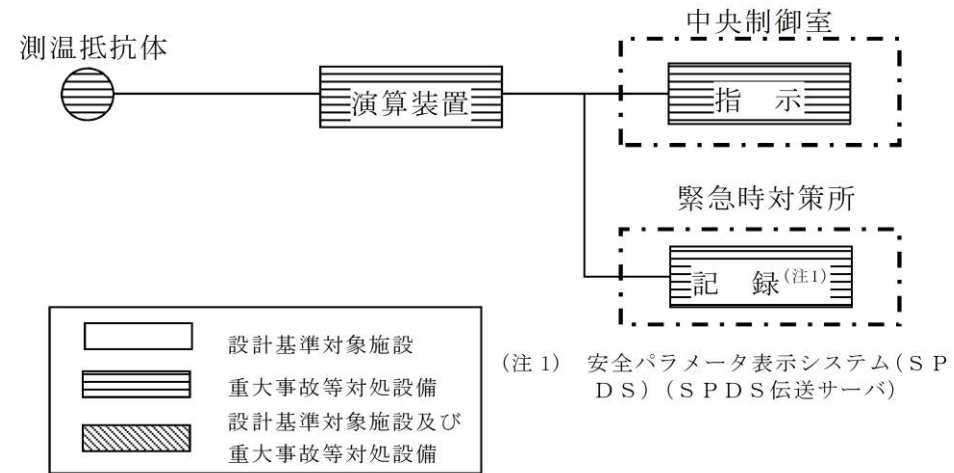 中央制御室
測温抵抗体
演算装置
指　示
緊急時対策所
記　録(注1)
設計基準対象施設
重大事故等対処設備
設計基準対象施設及び
重大事故等対処設備
(注 1)　安全パラメータ表示システム(ＳＰ
ＤＳ)(ＳＰＤＳ伝送サーバ)